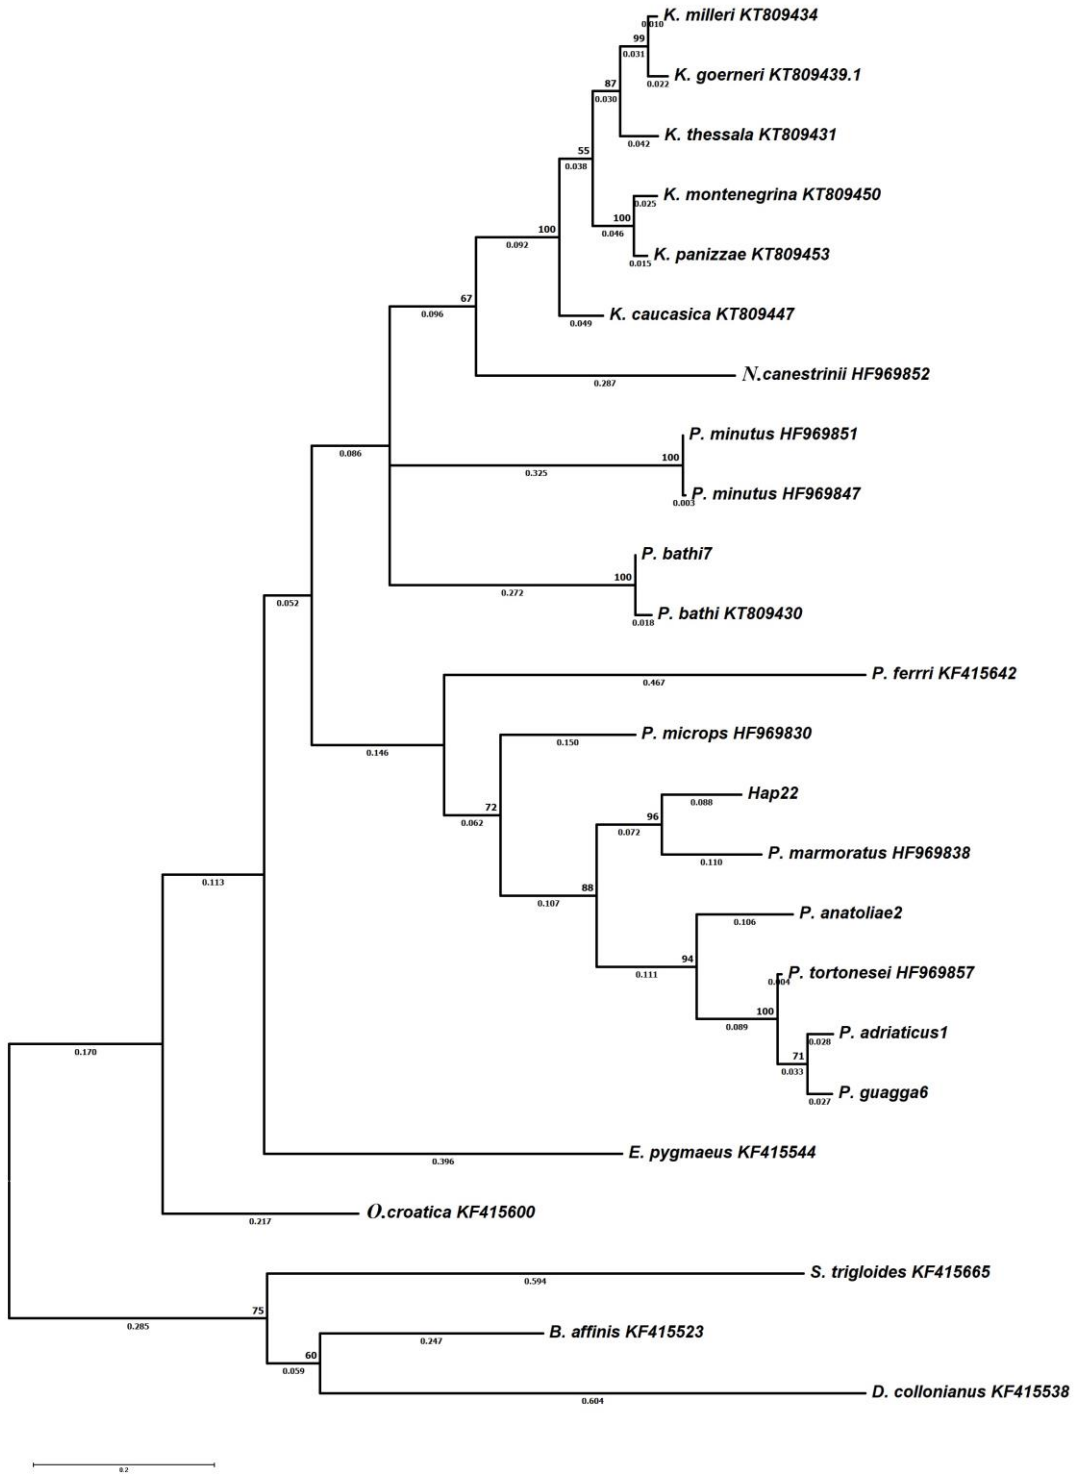 K. milleri KT809434
0.010
99
0.031
K. goerneri KT809439.1
0.022
87
0.030
K. thessala KT809431
0.042
55
0.038
K. montenegrina KT809450
0.025
100
0.046
K. panizzae KT809453
0.015
100
0.092
K. caucasica KT809447
0.049
67
0.096
N.canestrinii HF969852
0.287
P. minutus HF969851
0.086
100
0.325
P. minutus HF969847
0.003
P. bathi7
100
0.272
P. bathi KT809430
0.018
0.052
P. ferrri KF415642
0.467
P. microps HF969830
0.150
0.146
Hap22
0.088
72
0.062
96
0.072
P. marmoratus HF969838
0.110
0.113
88
0.107
P. anatoliae2
0.106
94
0.111
P. tortonesei HF969857
0.004
100
0.089
P. adriaticus1
0.028
0.170
71
0.033
P. guagga6
0.027
E. pygmaeus KF415544
0.396
O.croatica KF415600
0.217
S. trigloides KF415665
0.594
75
0.285
B. affinis KF415523
0.247
60
0.059
D. collonianus KF415538
0.604
0.2